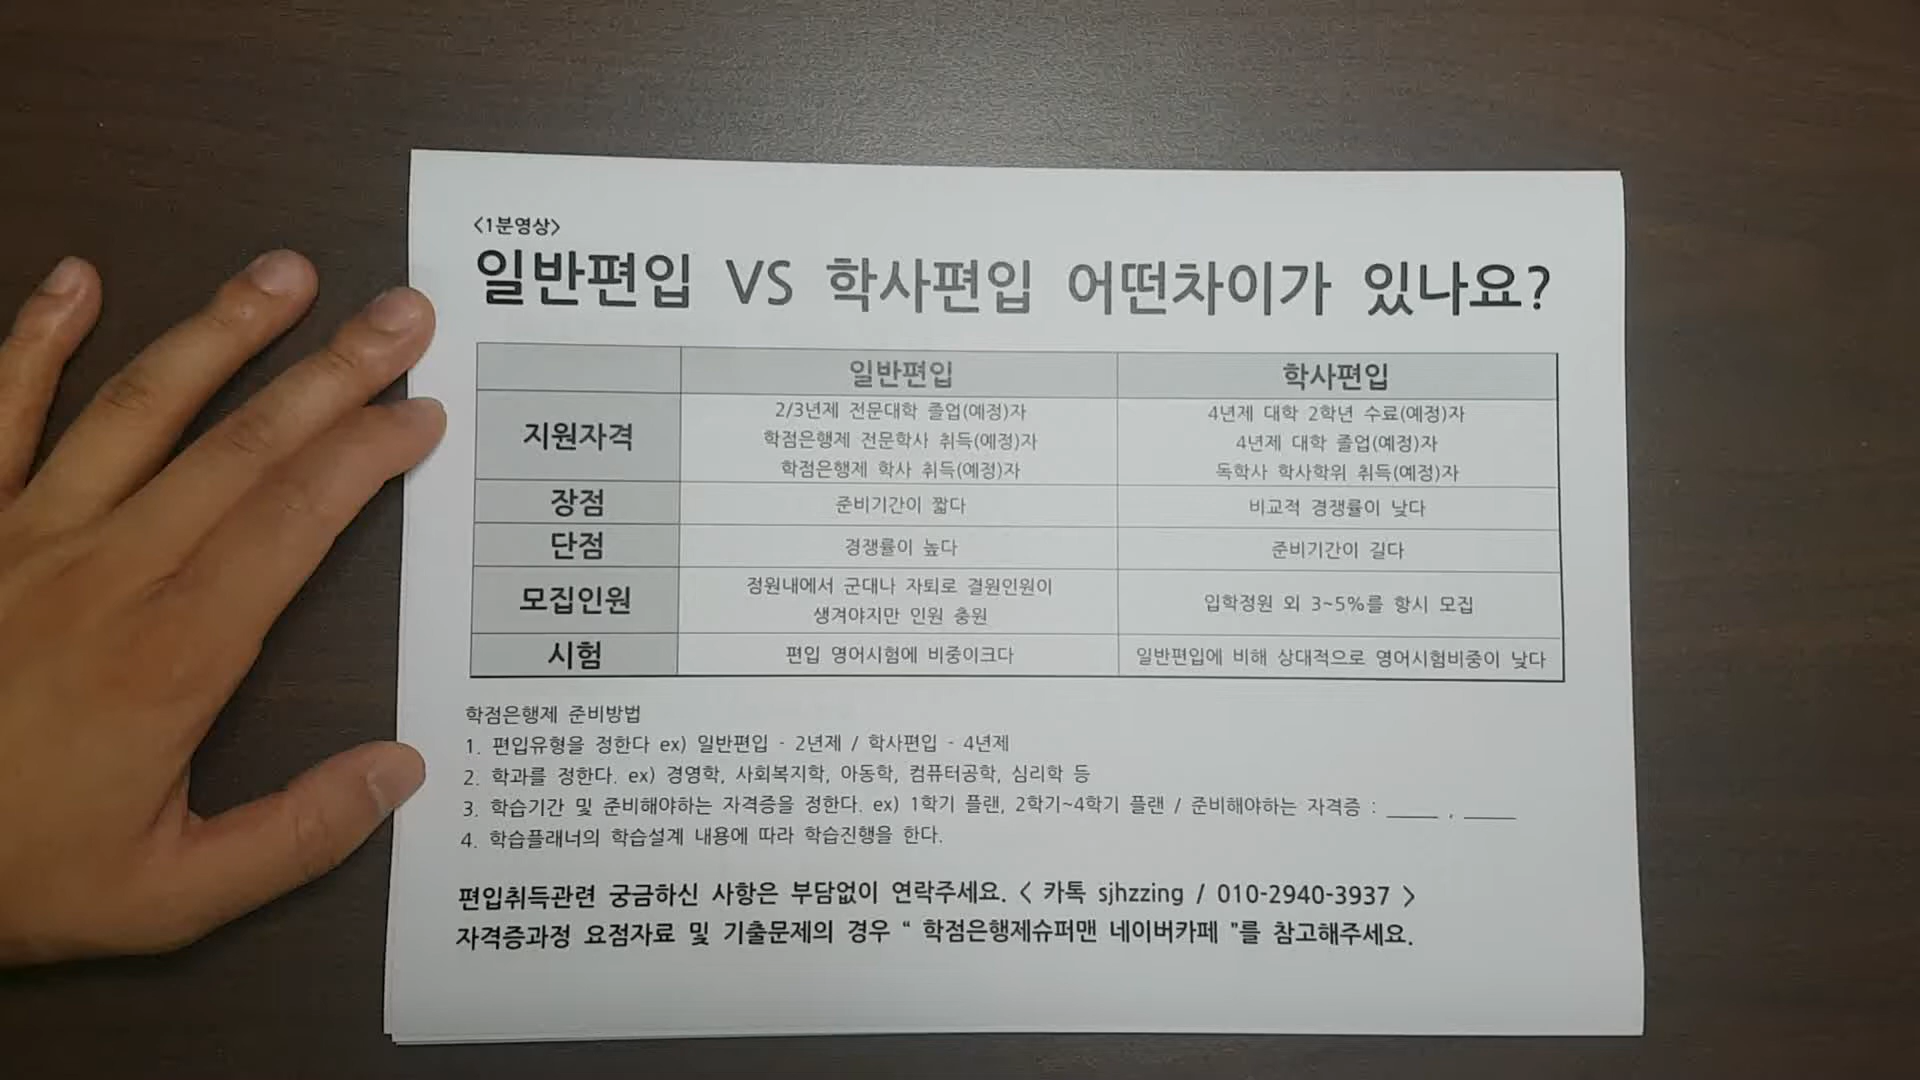 <1분영상>
일반편입 VS 학사편입 어떤차이가 있나요?
일반편입 학사편입
지원자격
2/3년제 전문대학 졸업(예정)자
학점은행제 전문학사 취득(예정)자
학점은행제 학사 취득(예정)자
4년제 대학 2학년 수료(예정)자
4년제 대학 졸업(예정)자
독학사 학사학위 취득(예정)자
장점 준비기간이 짧다 비교적 경쟁률이 낮다
단점 경쟁률이 높다 준비기간이 길다
모집인원
정원내에서 군대나 자퇴로 결원인원이
생겨야지만 인원 충원
입학정원 외 3~5%를 항시 모집
시험 편입 영어시험에 비중이크다 일반편입에 비해 상대적으로 영어시험비중이 낮다
학점은행제 준비방법
1. 편입유형을 정한다 ex) 일반편입 - 2년제 / 학사편입 - 4년제
2. 학과를 정한다. ex) 경영학, 사회복지학, 아동학, 컴퓨터공학, 심리학 등
3. 학습기간 및 준비해야하는 자격증을 정한다. ex) 1학기 플랜, 2학기~4학기 플랜 / 준비해야하는 자격증 : _____ , _____
4. 학습플래너의 학습설계 내용에 따라 학습진행을 한다.
편입취득관련 궁금하신 사항은 부담없이 연락주세요. < 카톡 sjhzzing / 010-2940-3937 >
자격증과정 요점자료 및 기출문제의 경우 “ 학점은행제슈퍼맨 네이버카페 ”를 참고해주세요.